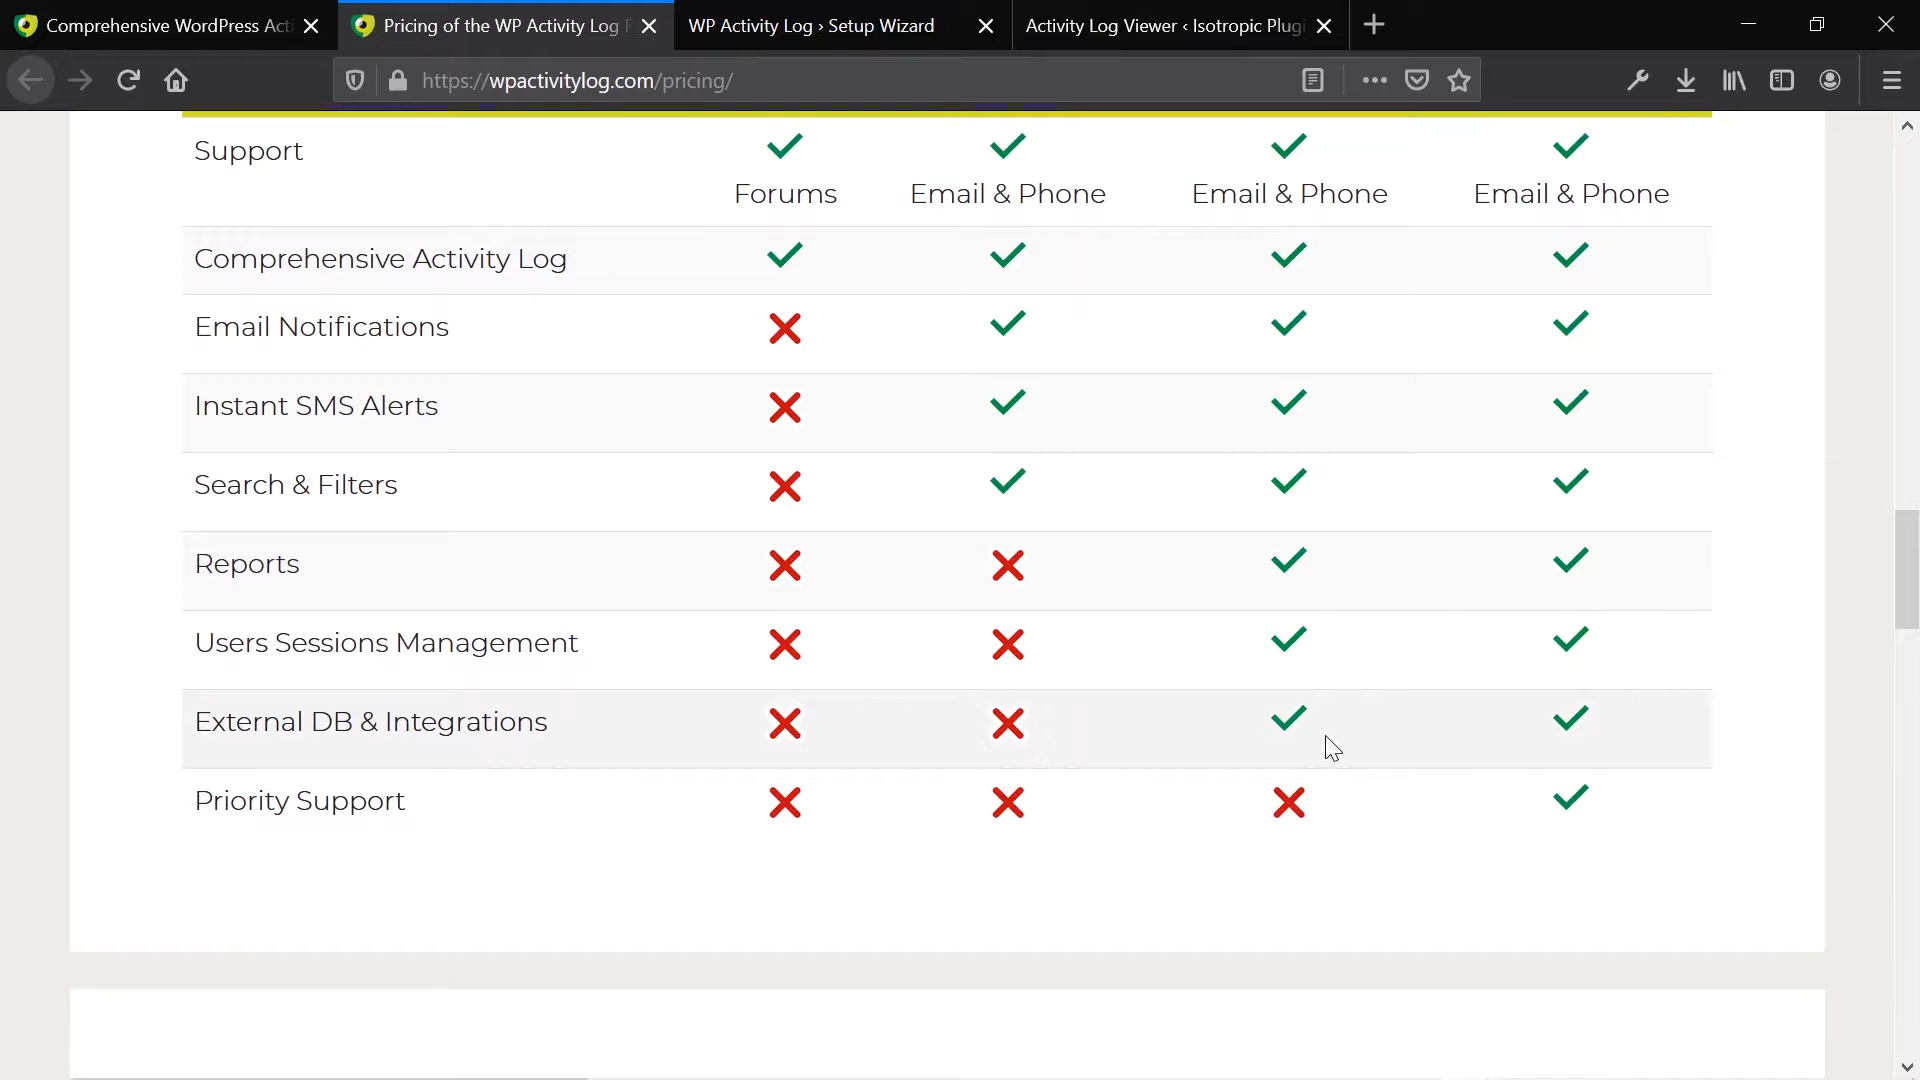 Comprehensive WordPress Acti
Pricing of the WP Activity Log P
WP Activity Log › Setup Wizard
Activity Log Viewer ‹ Isotropic Plugi
https://wpactivitylog.com/pricing/
Support
Forums
Email & Phone
Email & Phone
Email & Phone
Comprehensive Activity Log
Email Notifications
Instant SMS Alerts
Search & Filters
Reports
Users Sessions Management
External DB & Integrations
Priority Support